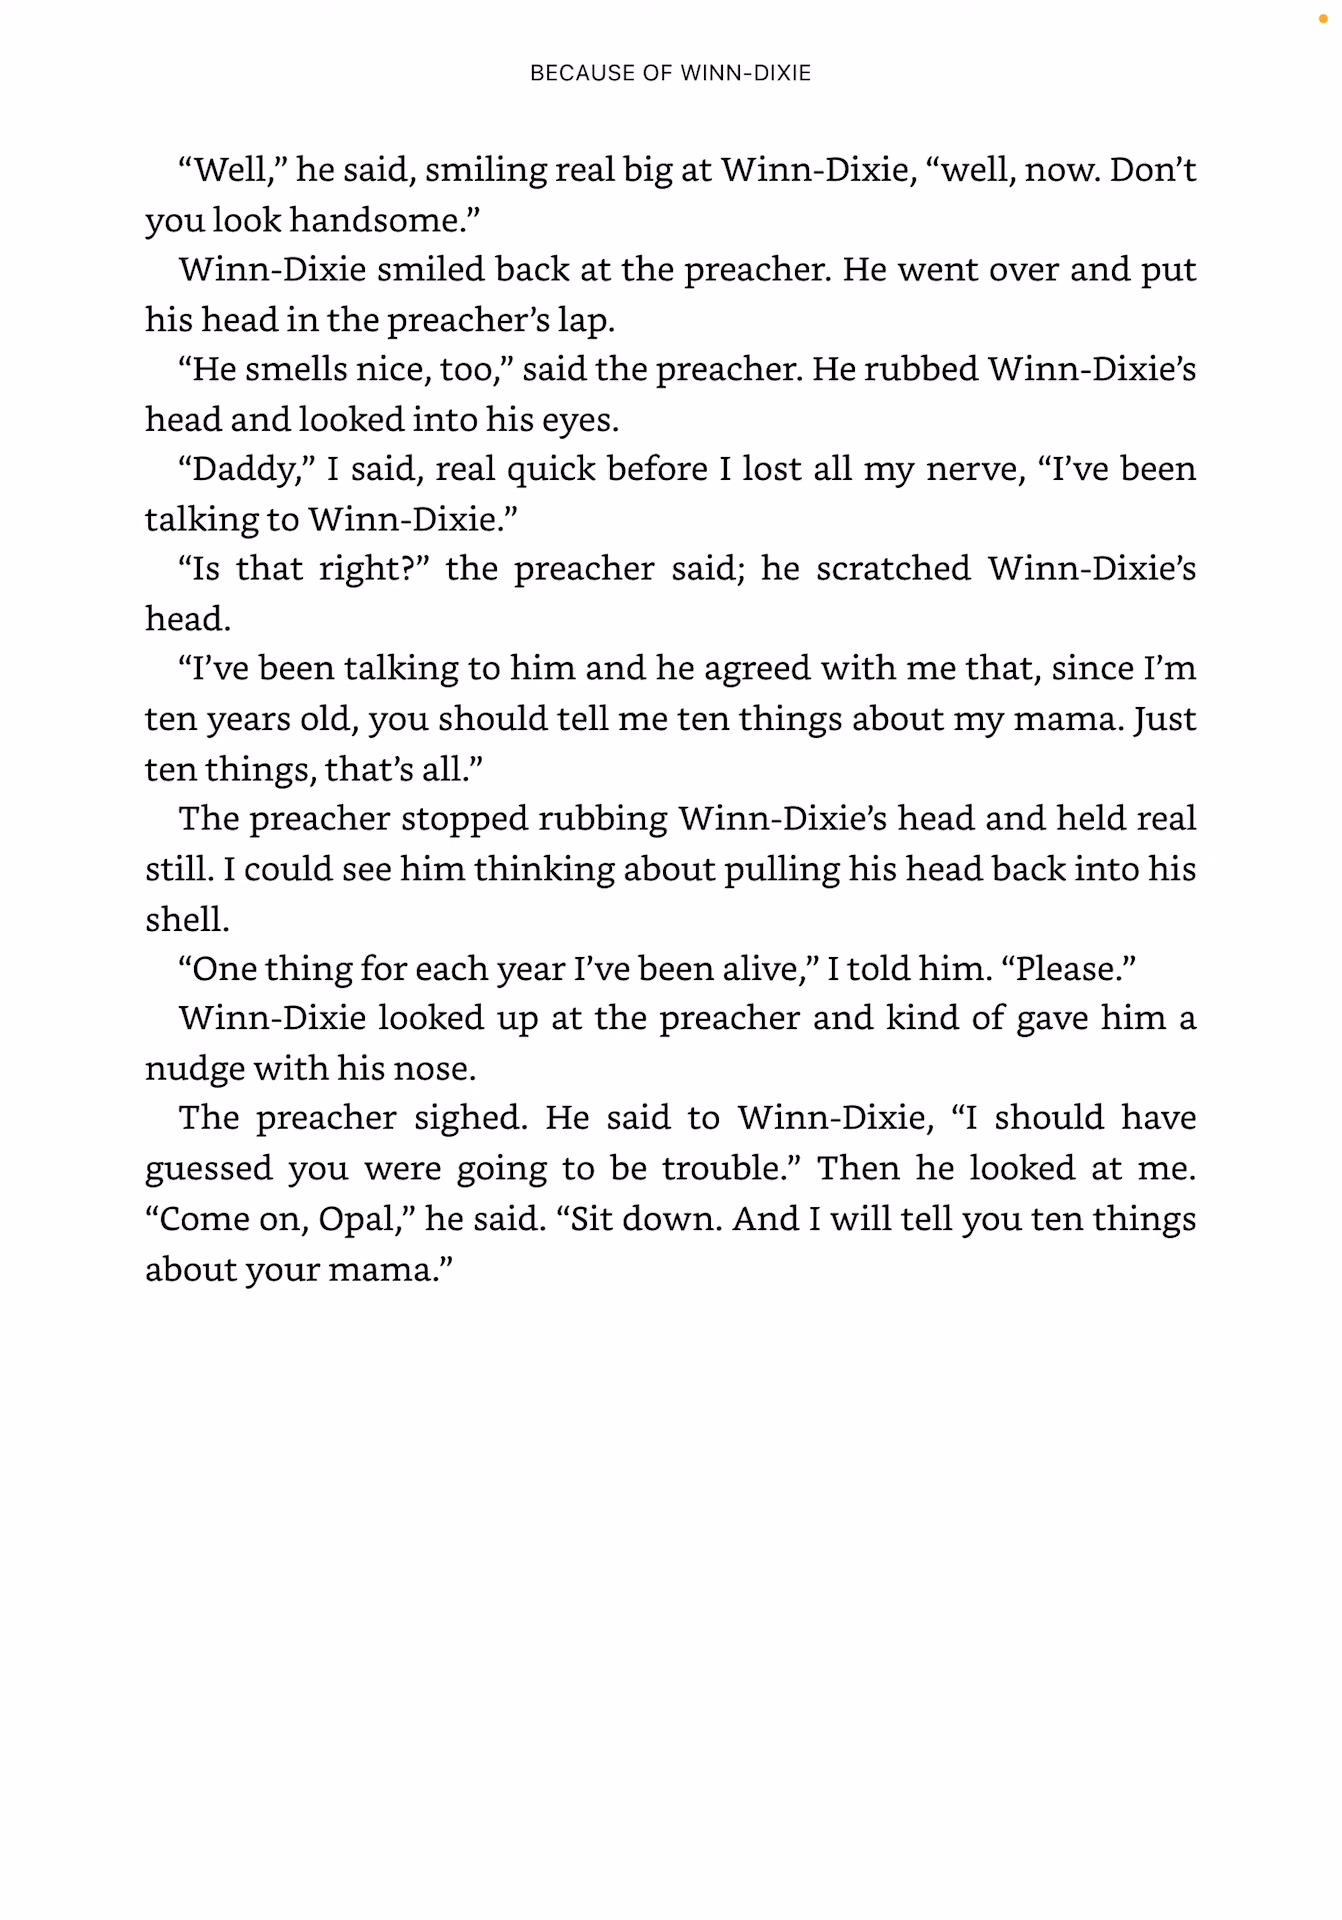 BECAUSE OF WINN-DIXIE
“Well,” he said, smiling real big at Winn-Dixie, “well, now. Don’t
you look handsome.”
Winn-Dixie smiled back at the preacher. He went over and put
his head in the preacher’s lap.
“He smells nice, too,” said the preacher. He rubbed Winn-Dixie’s
head and looked into his eyes.
“Daddy,” I said, real quick before I lost all my nerve, “I’ve been
talking to Winn-Dixie.”
“Is that right?” the preacher said; he scratched Winn-Dixie’s
head.
“I’ve been talking to him and he agreed with me that, since I’m
ten years old, you should tell me ten things about my mama. Just
ten things, that’s all.”
The preacher stopped rubbing Winn-Dixie’s head and held real
still. I could see him thinking about pulling his head back into his
shell.
“One thing for each year I’ve been alive,” I told him. “Please.”
Winn-Dixie looked up at the preacher and kind of gave him a
nudge with his nose.
The preacher sighed. He said to Winn-Dixie, “I should have
guessed you were going to be trouble.” Then he looked at me.
“Come on, Opal,” he said. “Sit down. And I will tell you ten things
about your mama.”